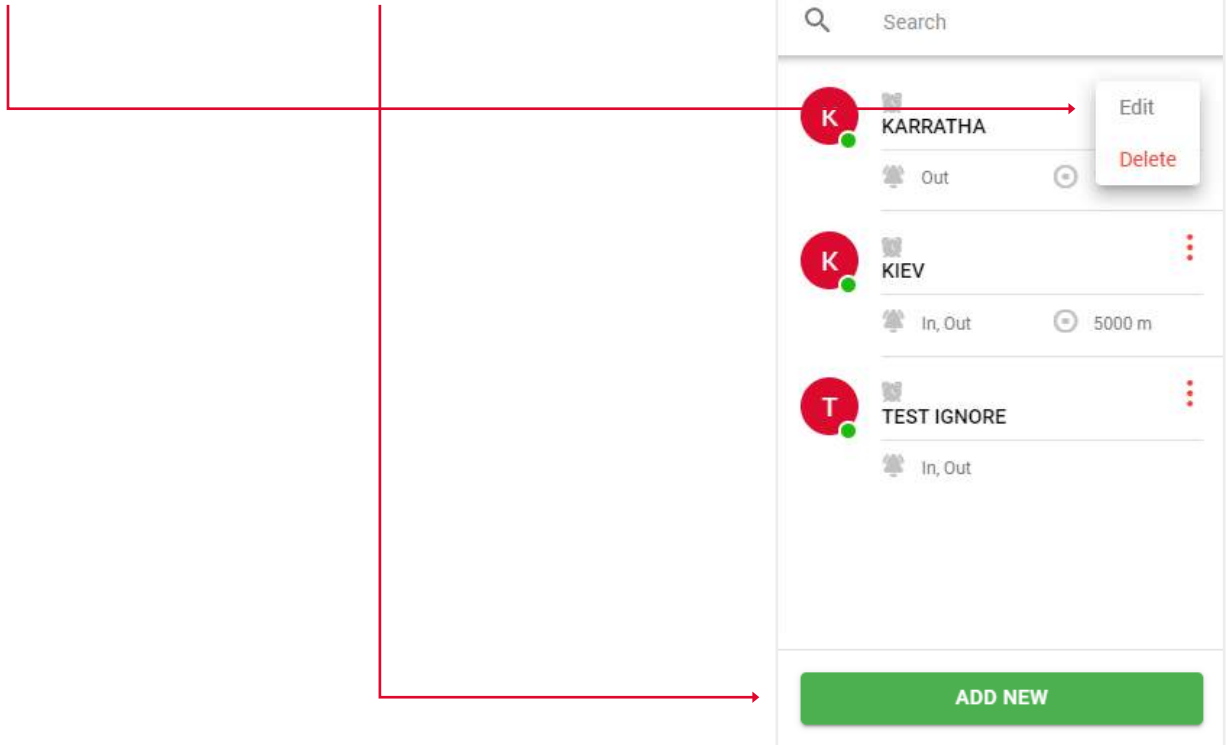 Search
K
KARRATHA
Edit
Delete
Out
K
KIEV
In, Out
5000 m
T
TEST IGNORE
In, Out
ADD NEW